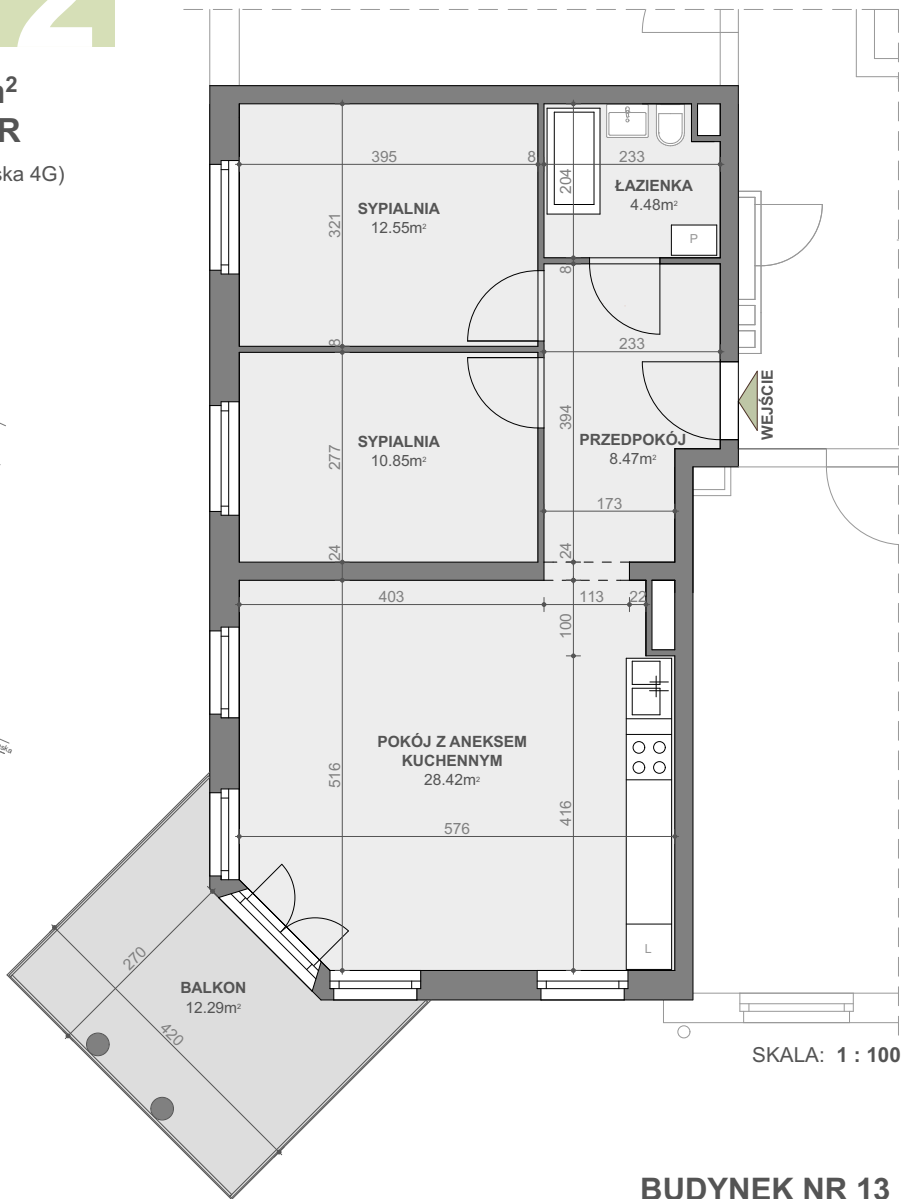 m²
R
ska 4G)
395
8
233
204
321
ŁAZIENKA
4.48m²
SYPIALNIA
12.55m²
P
8
8
233
WEJŚCIE
394
SYPIALNIA
10.85m²
PRZEDPOKÓJ
8.47m²
277
173
24
24
403
113
22
100
POKÓJ Z ANEKSEM
KUCHENNYM
28.42m²
516
416
576
L
270
BALKON
12.29m²
420
SKALA: 1 : 100
BUDYNEK NR 13